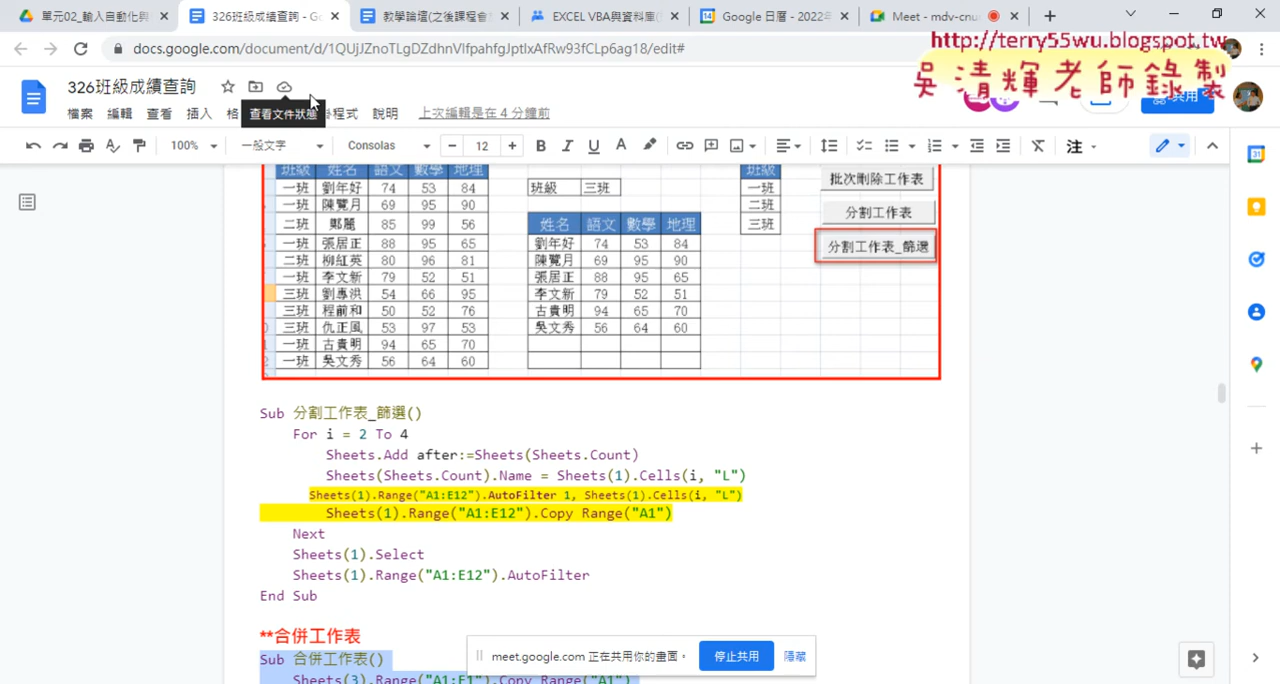 單元02_輸入自動化與
326班級成績查詢 - Go
教學論壇(之後課程會
EXCEL VBA與資料庫(
Google 日曆 - 2022年
Meet - mdv-cnu
docs.google.com/document/d/1QUjJZnoTLgDZdhnVlfpahfgJptlxAfRw93fCLp6ag18/edit#
http://terry55wu.blogspot.tw
吳清輝老師錄製
326班級成績查詢
檔案 編輯 查看 插入 格 程式 說明 上次編輯是在 4 分鐘前
查看文件狀態
共用
100% 一般文字 Consolas 12 注
班級 姓名 語文 數學 地理
一班 劉年好 74 53 84
一班 陳覽月 69 95 90
二班 鄭麗 85 99 56
一班 張居正 88 95 65
二班 柳紅英 80 96 81
一班 李文新 79 52 51
三班 劉專洪 54 66 95
三班 程前和 50 52 76
三班 仇正風 53 97 53
一班 古貴明 94 65 70
一班 吳文秀 56 64 60
班級 三班
姓名 語文 數學 地理
劉年好 74 53 84
陳覽月 69 95 90
張居正 88 95 65
李文新 79 52 51
古貴明 94 65 70
吳文秀 56 64 60
班級
一班
二班
三班
批次刪除工作表
分割工作表
分割工作表_篩選
Sub 分割工作表_篩選()
For i = 2 To 4
Sheets.Add after:=Sheets(Sheets.Count)
Sheets(Sheets.Count).Name = Sheets(1).Cells(i, "L")
Sheets(1).Range("A1:E12").AutoFilter 1, Sheets(1).Cells(i, "L")
Sheets(1).Range("A1:E12").Copy Range("A1")
Next
Sheets(1).Select
Sheets(1).Range("A1:E12").AutoFilter
End Sub
**合併工作表
Sub 合併工作表()
Sheets(3).Range("A1:E1").Copy Range("A1")
meet.google.com 正在共用你的畫面。
停止共用
隱藏